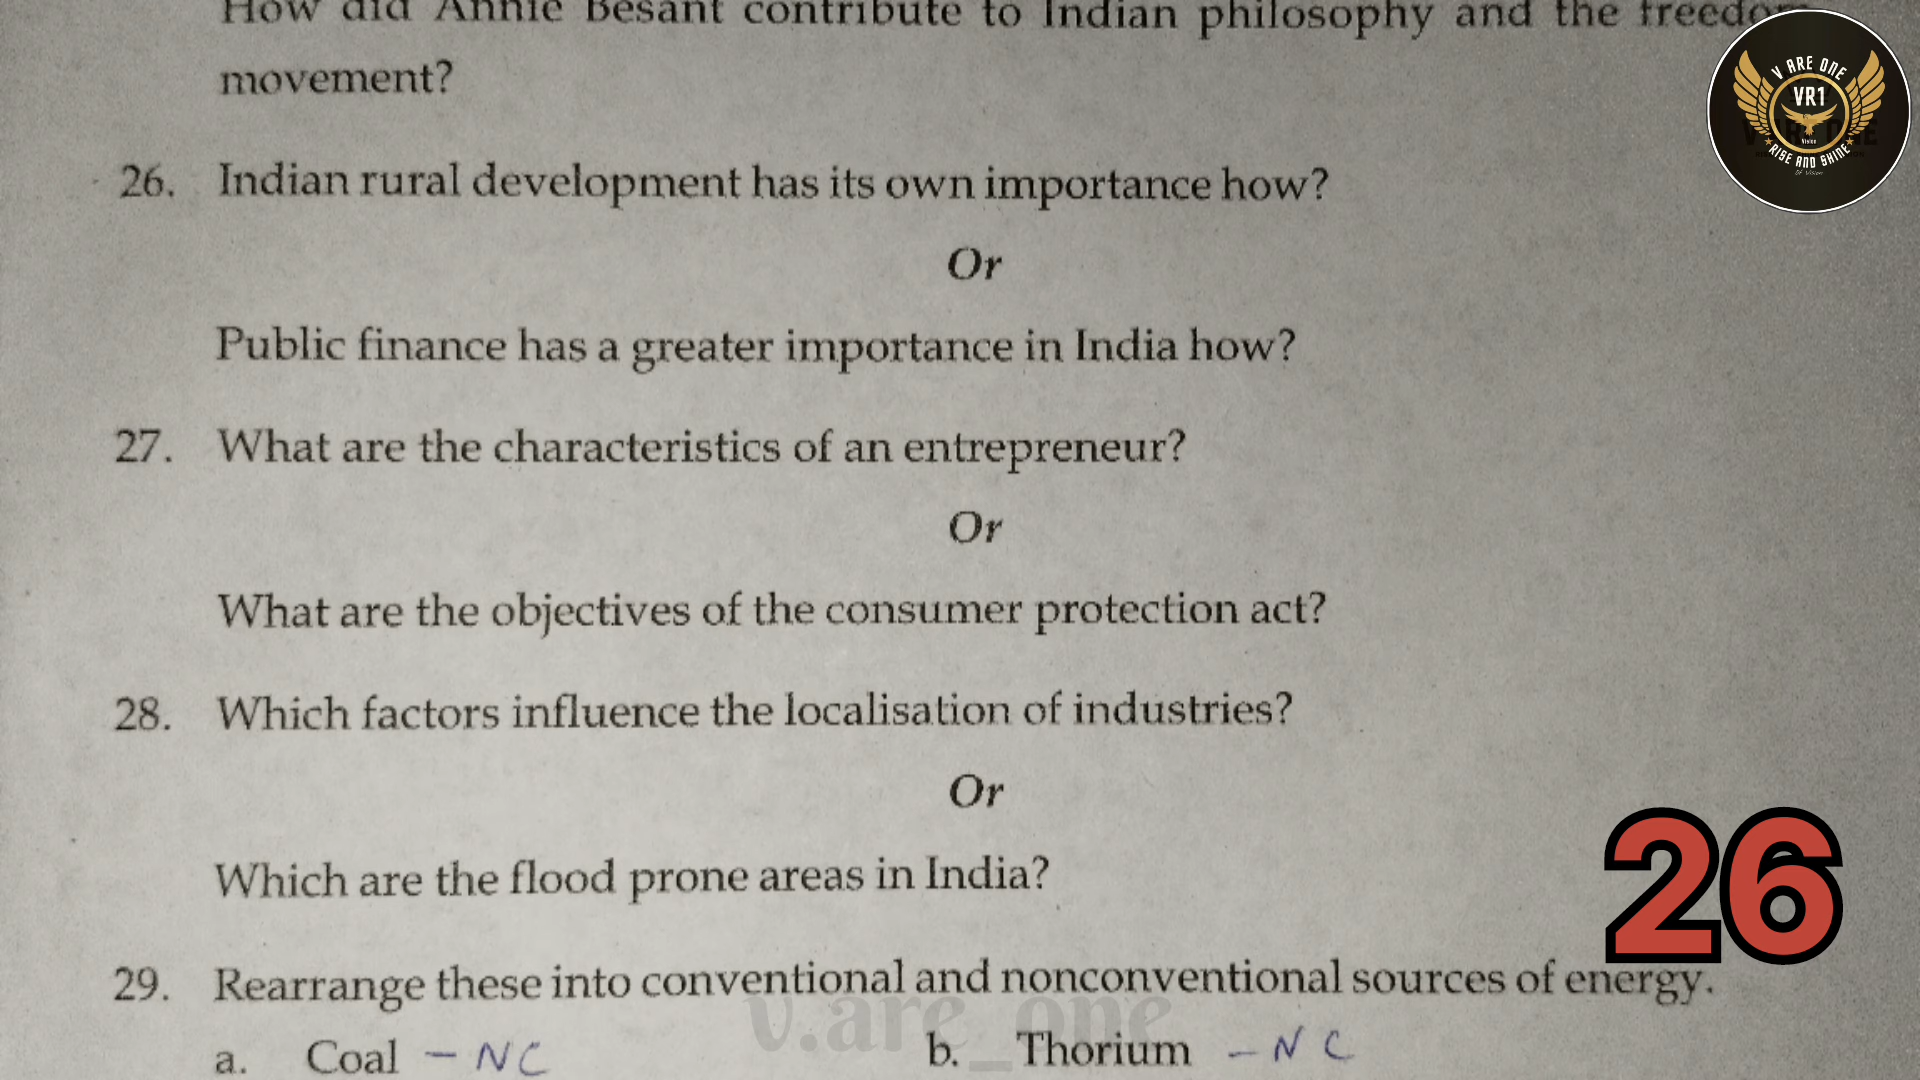 How did Annie Besant contribute to Indian philosophy and the freedom
movement?
V ARE ONE
VR1
Vision
RISE AND SHINE
Of Vision
26. Indian rural development has its own importance how?
Or
Public finance has a greater importance in India how?
27. What are the characteristics of an entrepreneur?
Or
What are the objectives of the consumer protection act?
28. Which factors influence the localisation of industries?
Or
Which are the flood prone areas in India?
26
29. Rearrange these into conventional and nonconventional sources of energy.
v.are_one
a. Coal – NC b. Thorium – NC